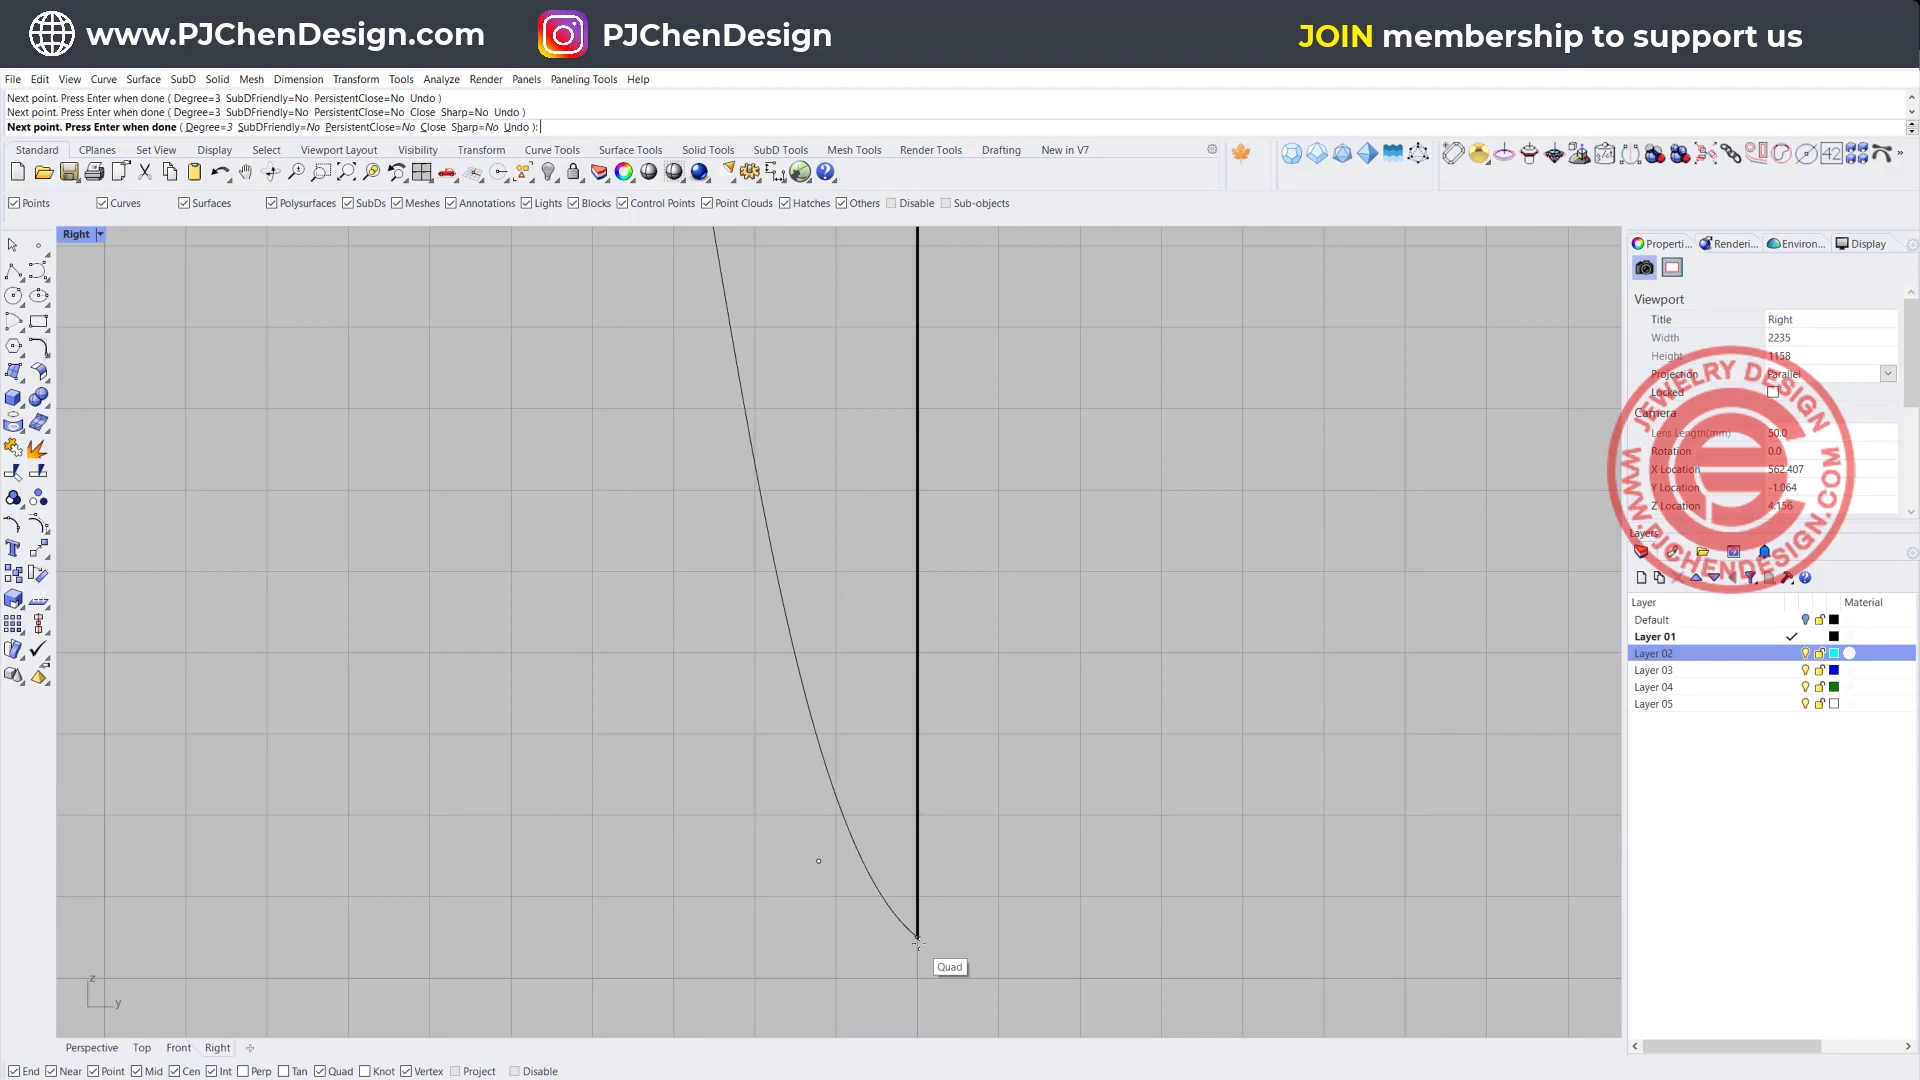 www.PJChenDesign.com PJChenDesign JOIN membership to support us
File Edit View Curve Surface SubD Solid Mesh Dimension Transform Tools Analyze Render Panels Paneling Tools Help
Next point. Press Enter when done ( Degree=3 SubDFriendly=No PersistentClose=No Undo )
Next point. Press Enter when done ( Degree=3 SubDFriendly=No PersistentClose=No Close Sharp=No Undo )
Next point. Press Enter when done ( Degree=3 SubDFriendly=No PersistentClose=No Close Sharp=No Undo ):
Standard CPlanes Set View Display Select Viewport Layout Visibility Transform Curve Tools Surface Tools Solid Tools SubD Tools Mesh Tools Render Tools Drafting New in V7
42
Points Curves Surfaces Polysurfaces SubDs Meshes Annotations Lights Blocks Control Points Point Clouds Hatches Others Disable Sub-objects
Right
Properti... Renderi... Environ... Display
Viewport
Title Right
Width 2235
Height 1158
Projection Parallel
Locked
Camera
Lens Length(mm) 50.0
Rotation 0.0
X Location 562.407
Y Location -1.064
Z Location 4.156
JEWELRY DESIGN
WWW.PJCHENDESIGN.COM
Layers
Layer Material
Default
Layer 01
Layer 02
Layer 03
Layer 04
Layer 05
Quad
z
y
Perspective Top Front Right
End Near Point Mid Cen Int Perp Tan Quad Knot Vertex Project Disable